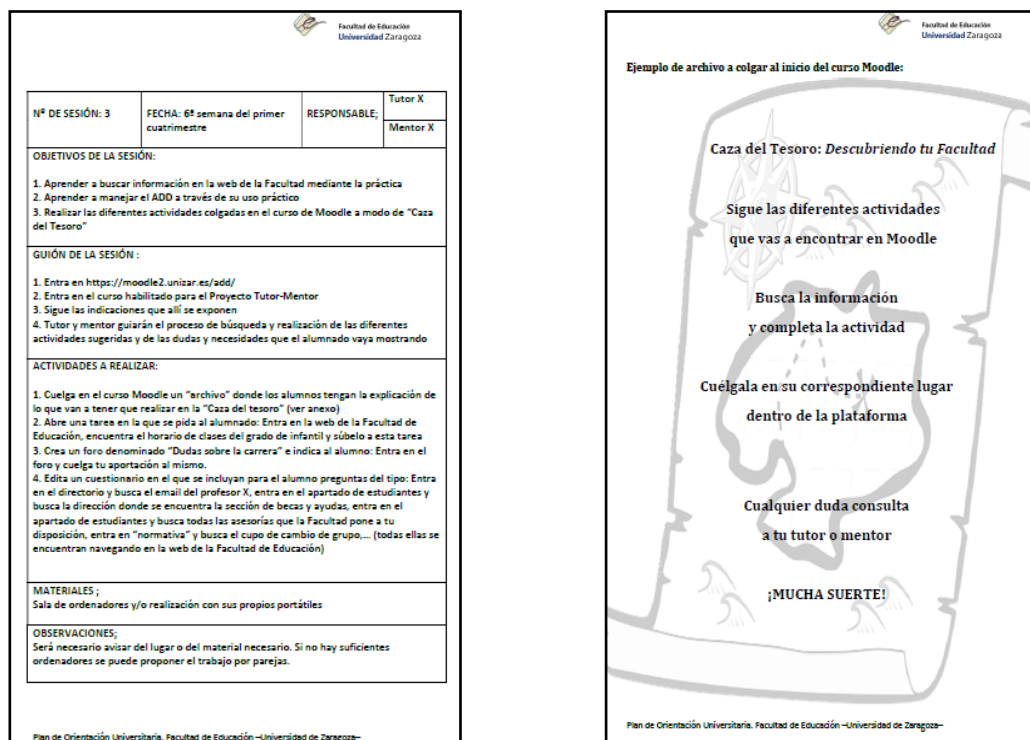 Facultad de Educación
Universidad Zaragoza
Nº DE SESIÓN: 3
FECHA: 6ª semana del primer
cuatrimestre
RESPONSABLE;
Tutor X
Mentor X
OBJETIVOS DE LA SESIÓN:
1. Aprender a buscar información en la web de la Facultad mediante la práctica
2. Aprender a manejar el ADD a través de su uso práctico
3. Realizar las diferentes actividades colgadas en el curso de Moodle a modo de “Caza
del Tesoro”
GUIÓN DE LA SESIÓN :
1. Entra en https://moodle2.unizar.es/add/
2. Entra en el curso habilitado para el Proyecto Tutor-Mentor
3. Sigue las indicaciones que allí se exponen
4. Tutor y mentor guiarán el proceso de búsqueda y realización de las diferentes
actividades sugeridas y de las dudas y necesidades que el alumnado vaya mostrando
ACTIVIDADES A REALIZAR:
1. Cuelga en el curso Moodle un “archivo” donde los alumnos tengan la explicación de
lo que van a tener que realizar en la “Caza del tesoro” (ver anexo)
2. Abre una tarea en la que se pida al alumnado: Entra en la web de la Facultad de
Educación, encuentra el horario de clases del grado de infantil y súbelo a esta tarea
3. Crea un foro denominado “Dudas sobre la carrera” e indica al alumno: Entra en el
foro y cuelga tu aportación al mismo.
4. Edita un cuestionario en el que se incluyan para el alumno preguntas del tipo: Entra
en el directorio y busca el email del profesor X, entra en el apartado de estudiantes y
busca la dirección donde se encuentra la sección de becas y ayudas, entra en el
apartado de estudiantes y busca todas las asesorías que la Facultad pone a tu
disposición, entra en “normativa” y busca el cupo de cambio de grupo,... (todas ellas se
encuentran navegando en la web de la Facultad de Educación)
MATERIALES ;
Sala de ordenadores y/o realización con sus propios portátiles
OBSERVACIONES;
Será necesario avisar del lugar o del material necesario. Si no hay suficientes
ordenadores se puede proponer el trabajo por parejas.
Plan de Orientación Universitaria. Facultad de Educación –Universidad de Zaragoza–
Facultad de Educación
Universidad Zaragoza
Ejemplo de archivo a colgar al inicio del curso Moodle:
Caza del Tesoro: Descubriendo tu Facultad
Sigue las diferentes actividades
que vas a encontrar en Moodle
Busca la información
y completa la actividad
Cuélgala en su correspondiente lugar
dentro de la plataforma
Cualquier duda consulta
a tu tutor o mentor
¡MUCHA SUERTE!
Plan de Orientación Universitaria. Facultad de Educación –Universidad de Zaragoza–